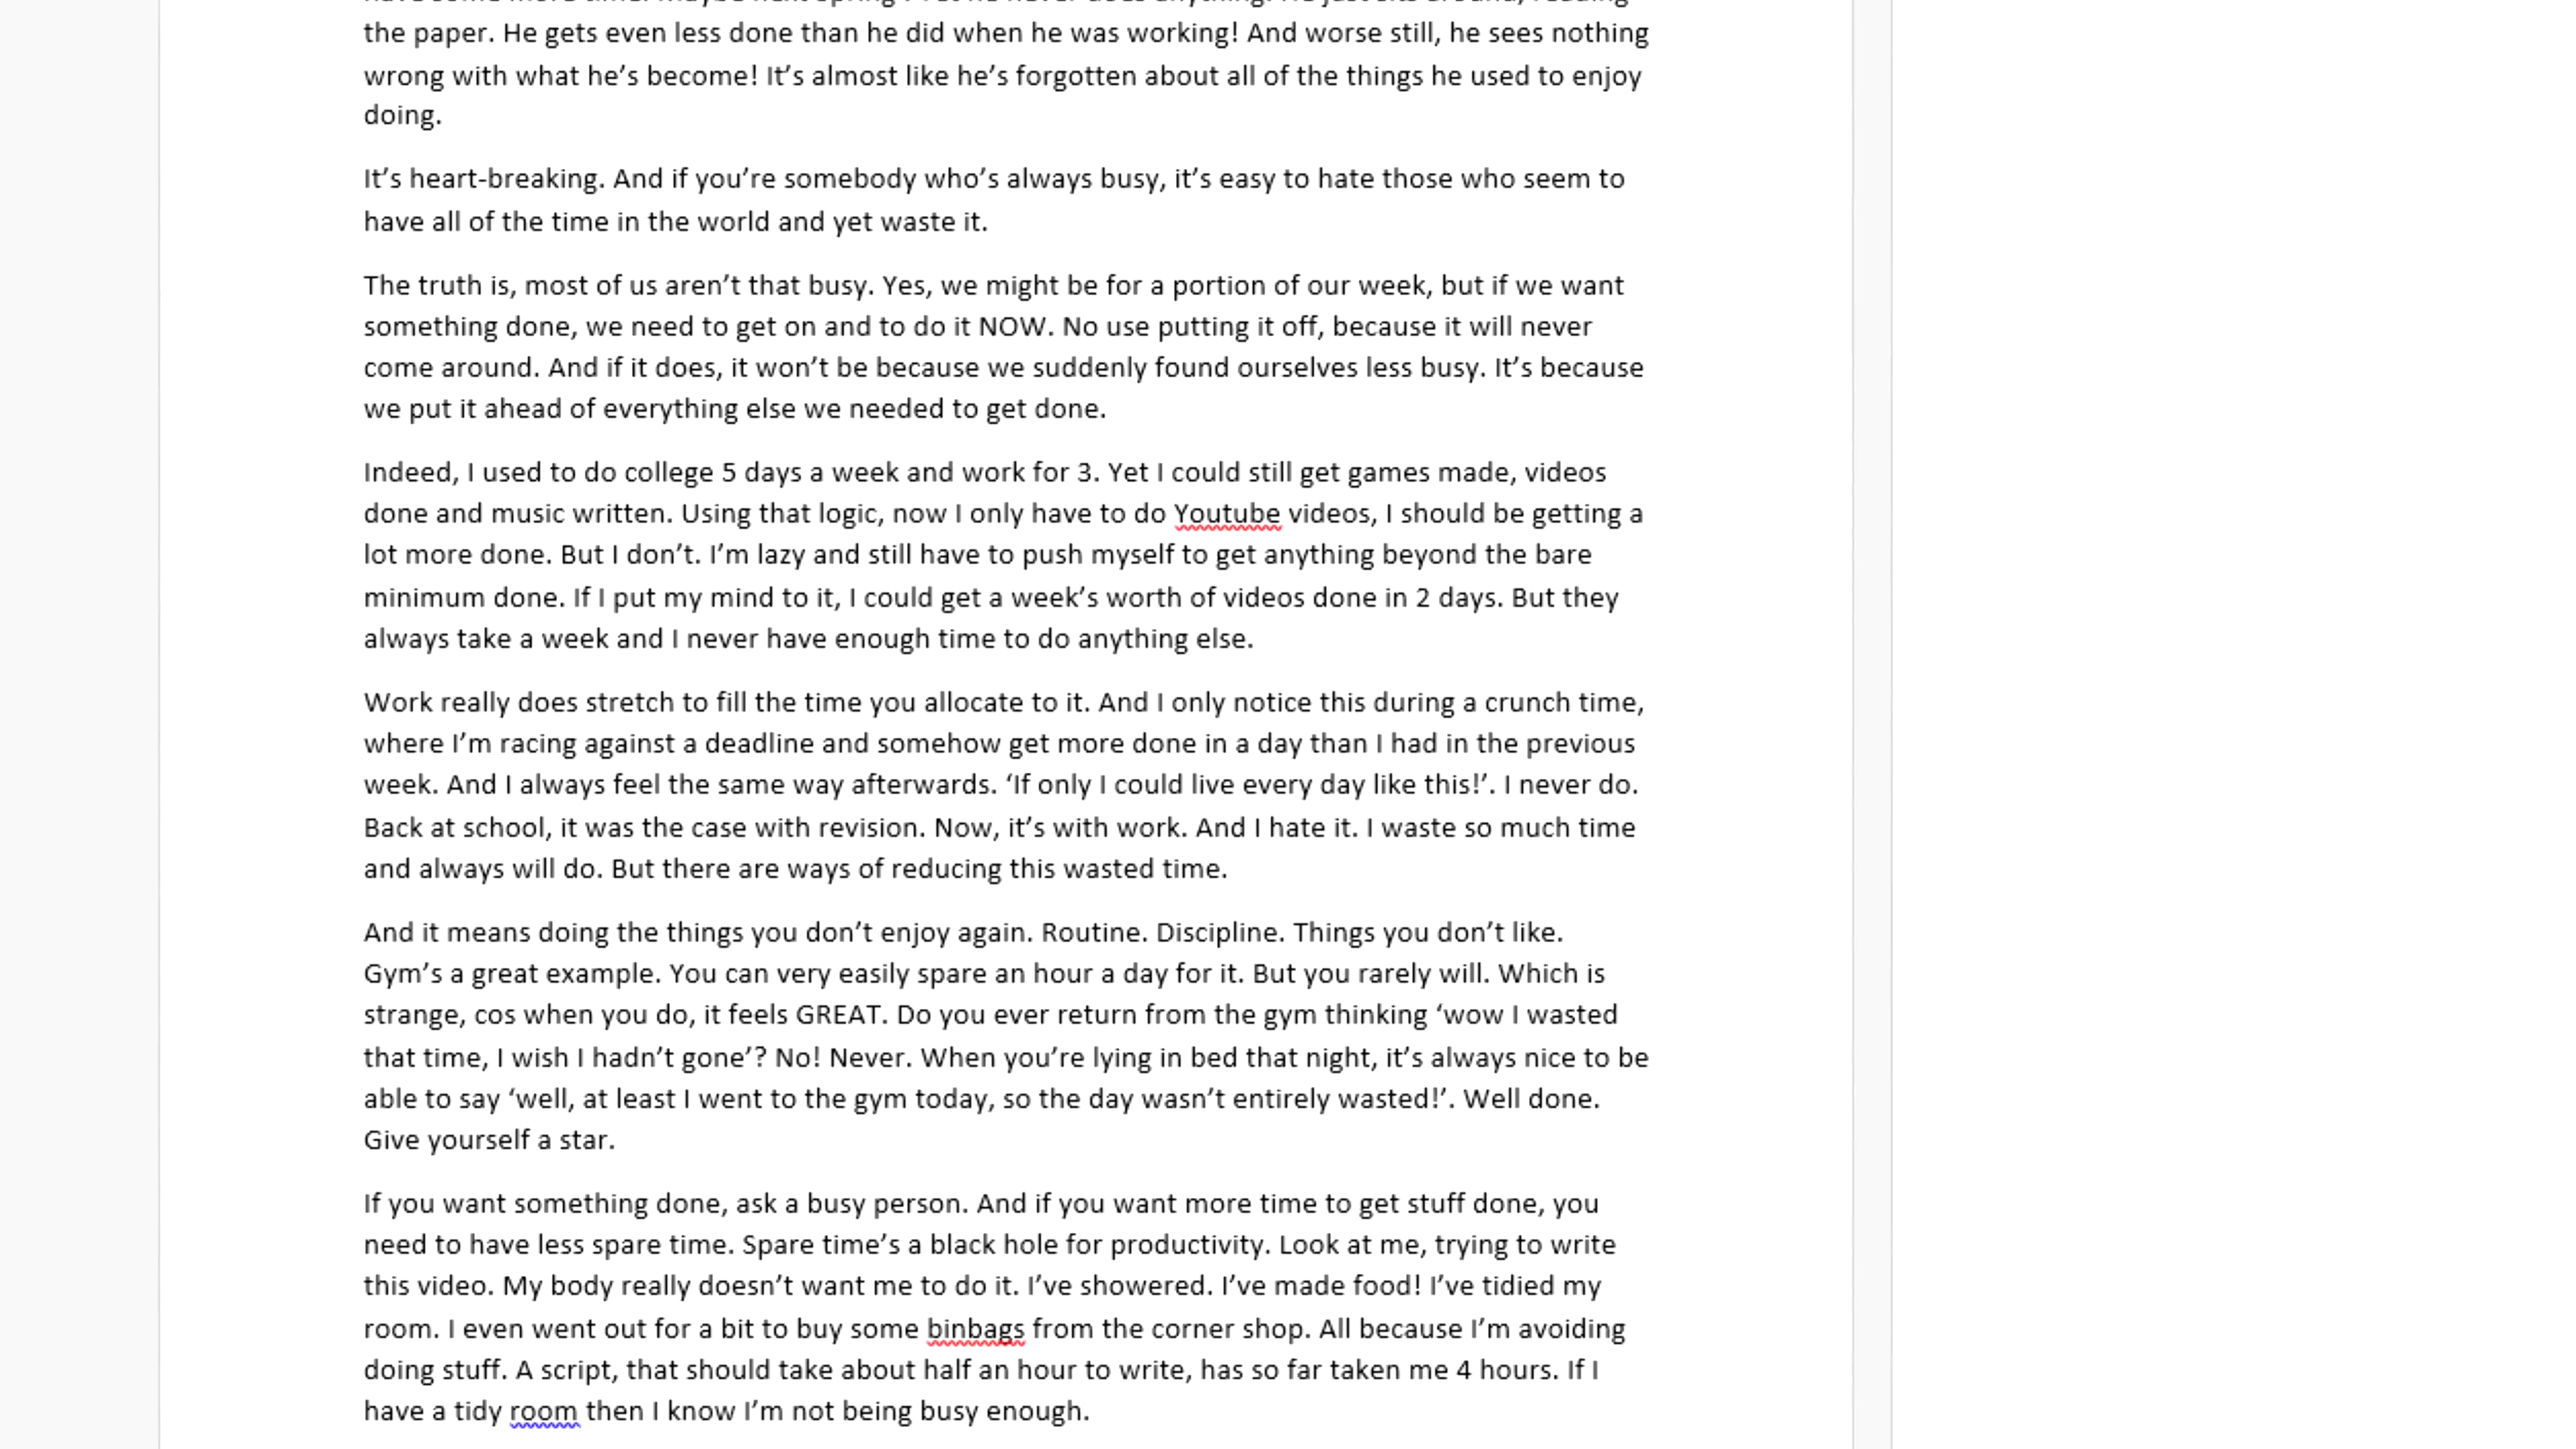 the paper. He gets even less done than he did when he was working! And worse still, he sees nothing
wrong with what he’s become! It’s almost like he’s forgotten about all of the things he used to enjoy
doing.
It’s heart-breaking. And if you’re somebody who’s always busy, it’s easy to hate those who seem to
have all of the time in the world and yet waste it.
The truth is, most of us aren’t that busy. Yes, we might be for a portion of our week, but if we want
something done, we need to get on and to do it NOW. No use putting it off, because it will never
come around. And if it does, it won’t be because we suddenly found ourselves less busy. It’s because
we put it ahead of everything else we needed to get done.
Indeed, I used to do college 5 days a week and work for 3. Yet I could still get games made, videos
done and music written. Using that logic, now I only have to do Youtube videos, I should be getting a
lot more done. But I don’t. I’m lazy and still have to push myself to get anything beyond the bare
minimum done. If I put my mind to it, I could get a week’s worth of videos done in 2 days. But they
always take a week and I never have enough time to do anything else.
Work really does stretch to fill the time you allocate to it. And I only notice this during a crunch time,
where I’m racing against a deadline and somehow get more done in a day than I had in the previous
week. And I always feel the same way afterwards. ‘If only I could live every day like this!’. I never do.
Back at school, it was the case with revision. Now, it’s with work. And I hate it. I waste so much time
and always will do. But there are ways of reducing this wasted time.
And it means doing the things you don’t enjoy again. Routine. Discipline. Things you don’t like.
Gym’s a great example. You can very easily spare an hour a day for it. But you rarely will. Which is
strange, cos when you do, it feels GREAT. Do you ever return from the gym thinking ‘wow I wasted
that time, I wish I hadn’t gone’? No! Never. When you’re lying in bed that night, it’s always nice to be
able to say ‘well, at least I went to the gym today, so the day wasn’t entirely wasted!’. Well done.
Give yourself a star.
If you want something done, ask a busy person. And if you want more time to get stuff done, you
need to have less spare time. Spare time’s a black hole for productivity. Look at me, trying to write
this video. My body really doesn’t want me to do it. I’ve showered. I’ve made food! I’ve tidied my
room. I even went out for a bit to buy some binbags from the corner shop. All because I’m avoiding
doing stuff. A script, that should take about half an hour to write, has so far taken me 4 hours. If I
have a tidy room then I know I’m not being busy enough.